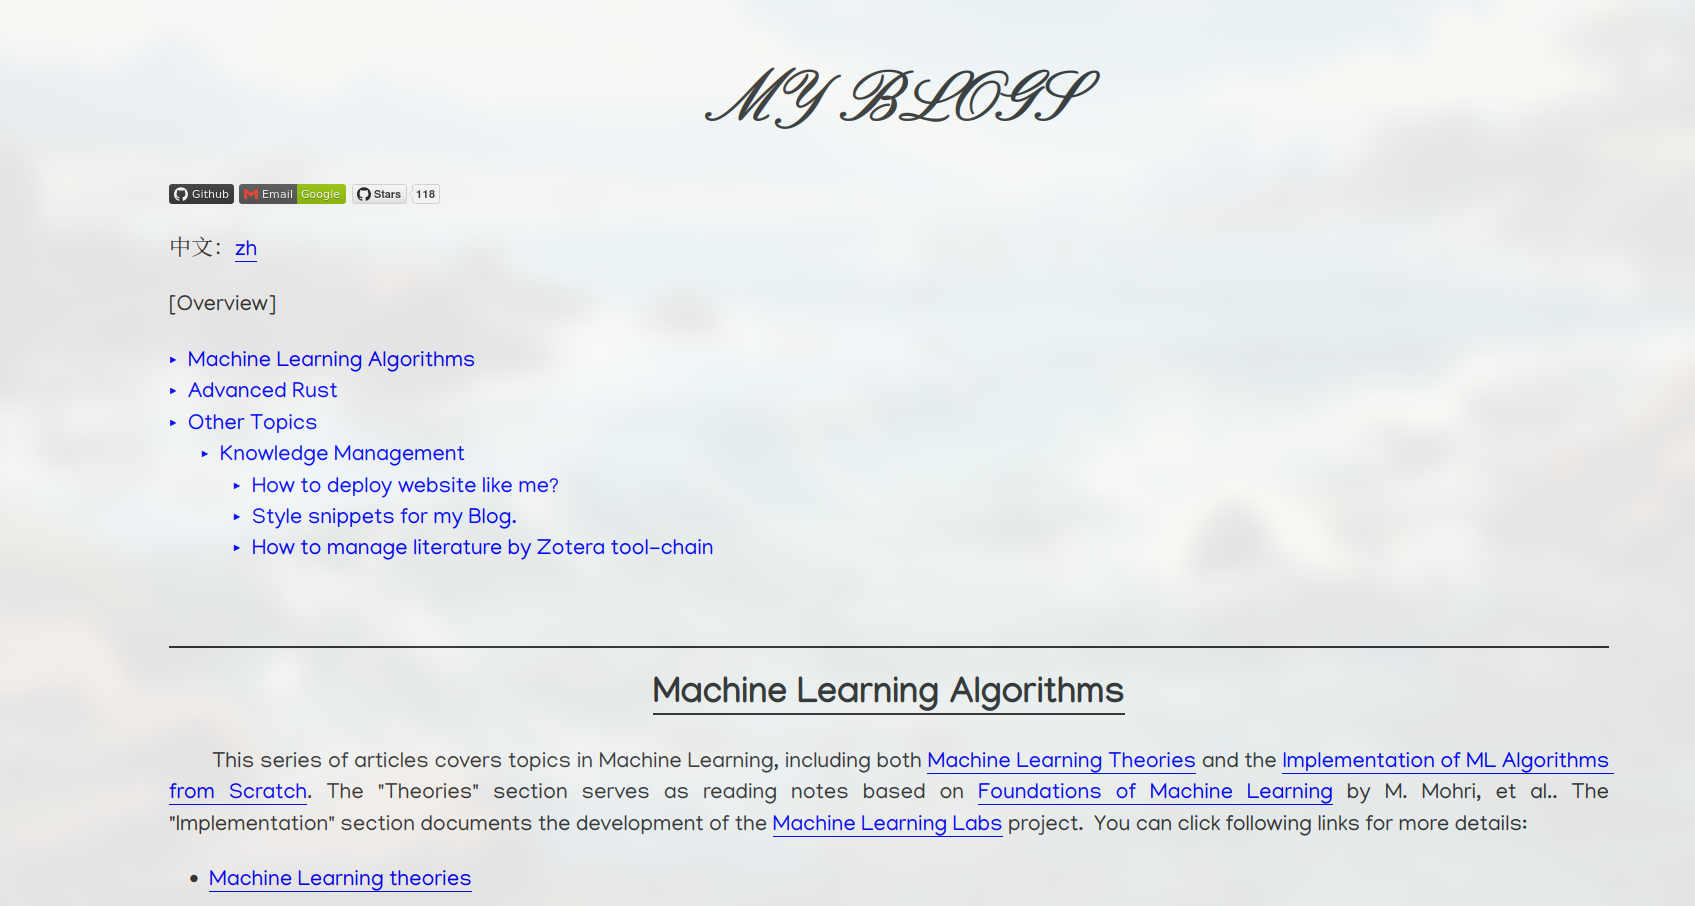 MY BLOGS
Github Email Google Stars 118
中文：zh
[Overview]
‣ Machine Learning Algorithms
‣ Advanced Rust
‣ Other Topics
‣ Knowledge Management
‣ How to deploy website like me?
‣ Style snippets for my Blog.
‣ How to manage literature by Zotera tool-chain
Machine Learning Algorithms
This series of articles covers topics in Machine Learning, including both Machine Learning Theories and the Implementation of ML Algorithms
from Scratch. The "Theories" section serves as reading notes based on Foundations of Machine Learning by M. Mohri, et al.. The
"Implementation" section documents the development of the Machine Learning Labs project. You can click following links for more details:
• Machine Learning theories